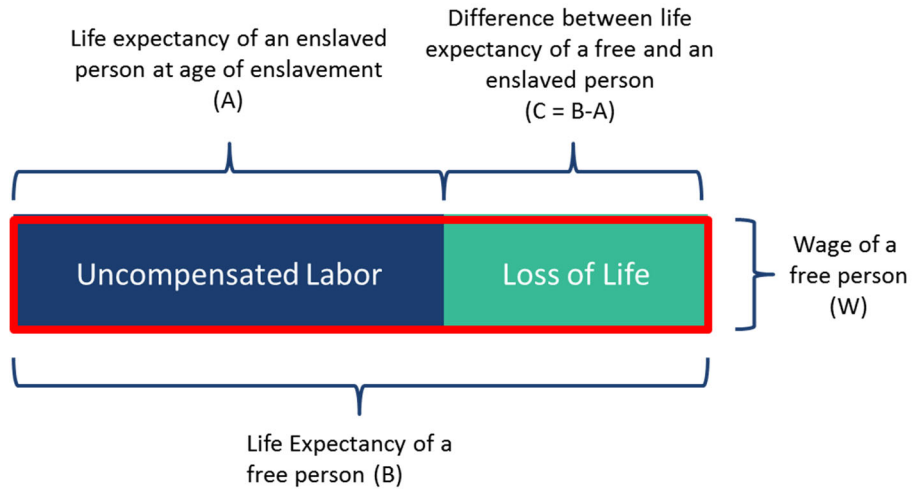 Life expectancy of an enslaved
person at age of enslavement
(A)
Difference between life
expectancy of a free and an
enslaved person
(C = B-A)
Uncompensated Labor
Loss of Life
Wage of a
free person
(W)
Life Expectancy of a
free person (B)